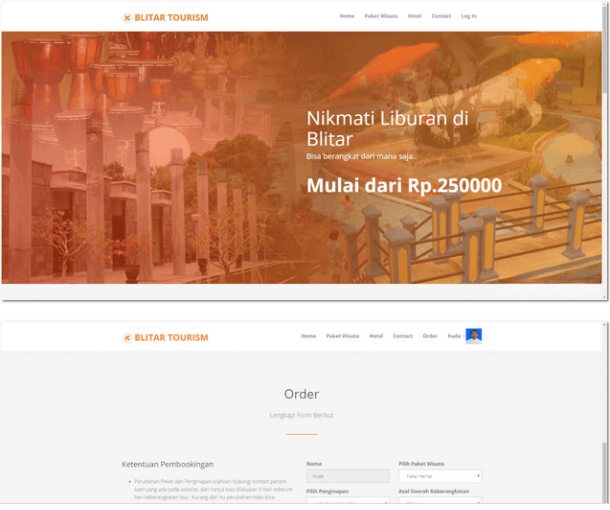 BLITAR TOURISM
Home Paket Wisata Hotel Contact Log In
Nikmati Liburan di
Blitar
Bisa berangkat dari mana saja..
Mulai dari Rp.250000
BLITAR TOURISM
Home Paket Wisata Hotel Contact Order huda
Order
Lengkapi Form Berikut
Ketentuan Pembookingan
Perubahan Paket dan Penginapan silahkan hubungi contact person
kami yang ada pada website, dan hanya bisa dilakukan 5 hari sebelum
hari keberangkatan tour. Kurang dari itu perubahan tidak bisa
Nama
huda
Pilih Paket Wisata
Paket Hemat
Pilih Penginapan
Asal Daerah Keberangkatan